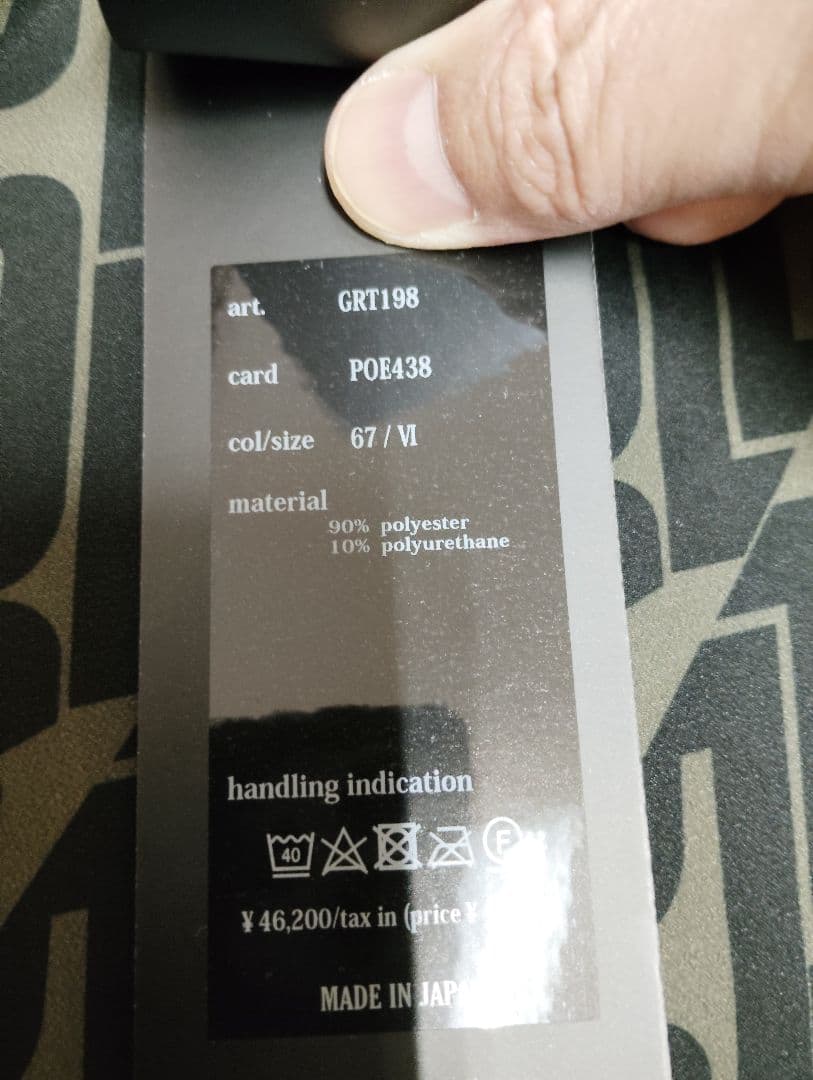 art. GRT198
card POE438
col/size 67 / Ⅵ
material
90% polyester
10% polyurethane
handling indication
40 F
¥ 46,200/tax in (price ¥
MADE IN